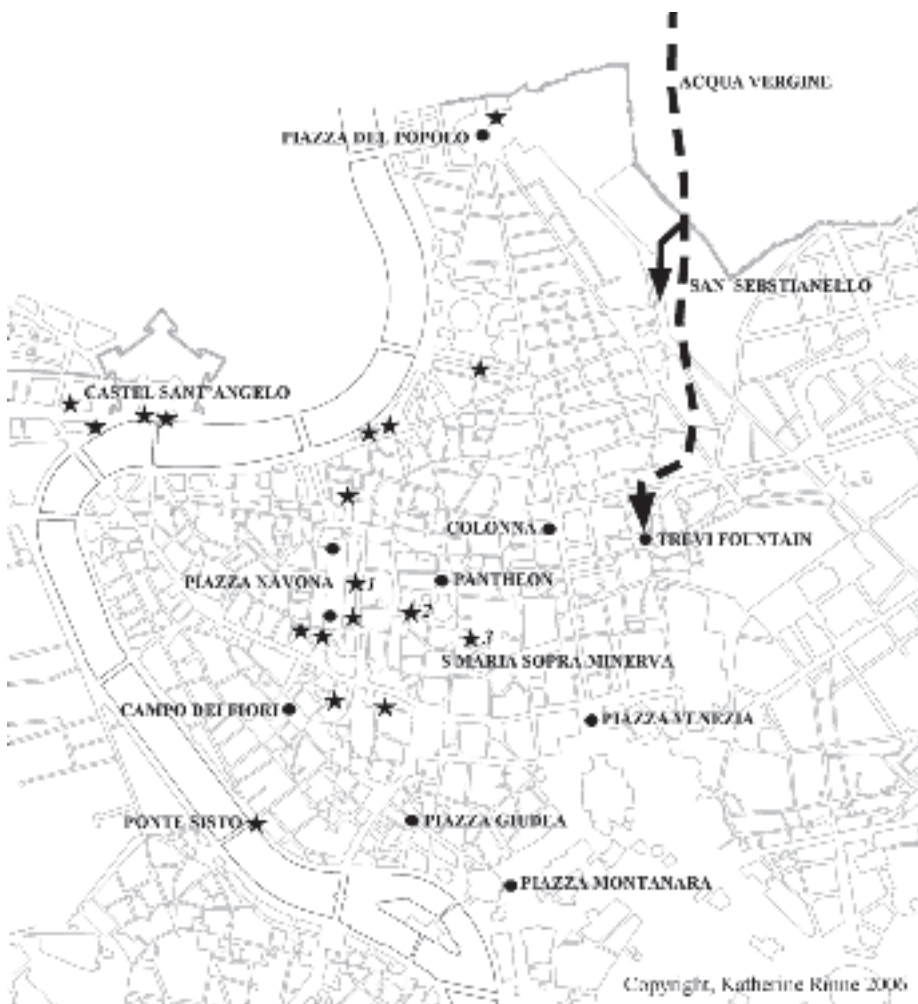 ACQUA VERGINE
PIAZZA DEL POPOLO
SAN SEBSTIANELLO
CASTEL SANT'ANGELO
COLONNA
TREVI FOUNTAIN
PIAZZA NAVONA
1
PANTHEON
2
3
S MARIA SOPRA MINERVA
CAMPO DEI FIORI
PIAZZA VENEZIA
PONTE SISTO
PIAZZA GIUDEA
PIAZZA MONTANARA
Copyright, Katherine Rinne 2006